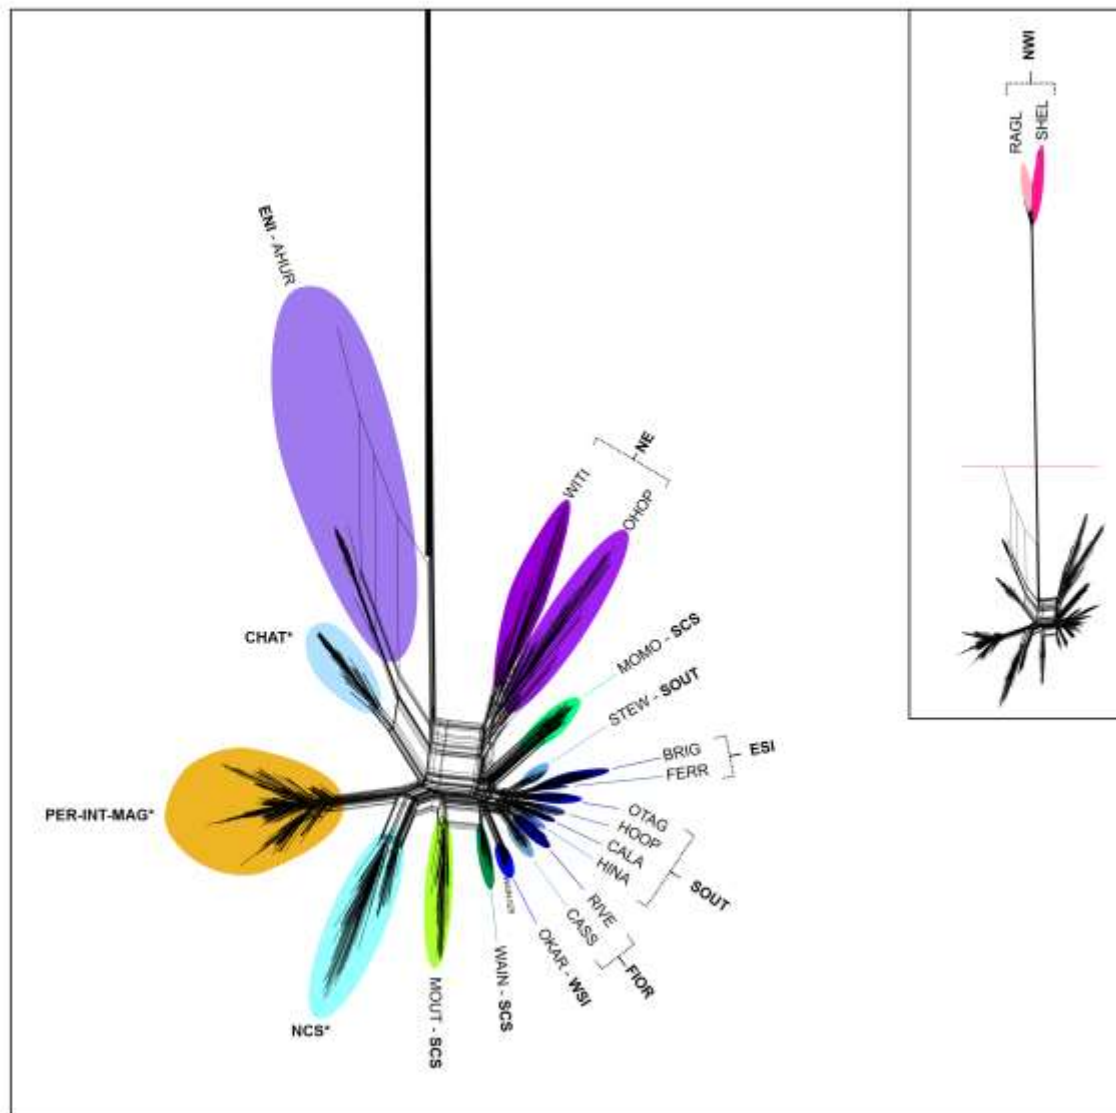 NWI
RAGL
SHEL
ENI - AHUR
NE
WITI
OHOP
CHAT*
MOMO - SCS
STEW - SOUT
BRIG
FERR
ESI
PER-INT-MAG*
OTAG
HOOP
CALA
HINA
SOUT
RIVE
CASS
FIOR
OKAR - WSI
WAIN - SCS
MOUT - SCS
NCS*